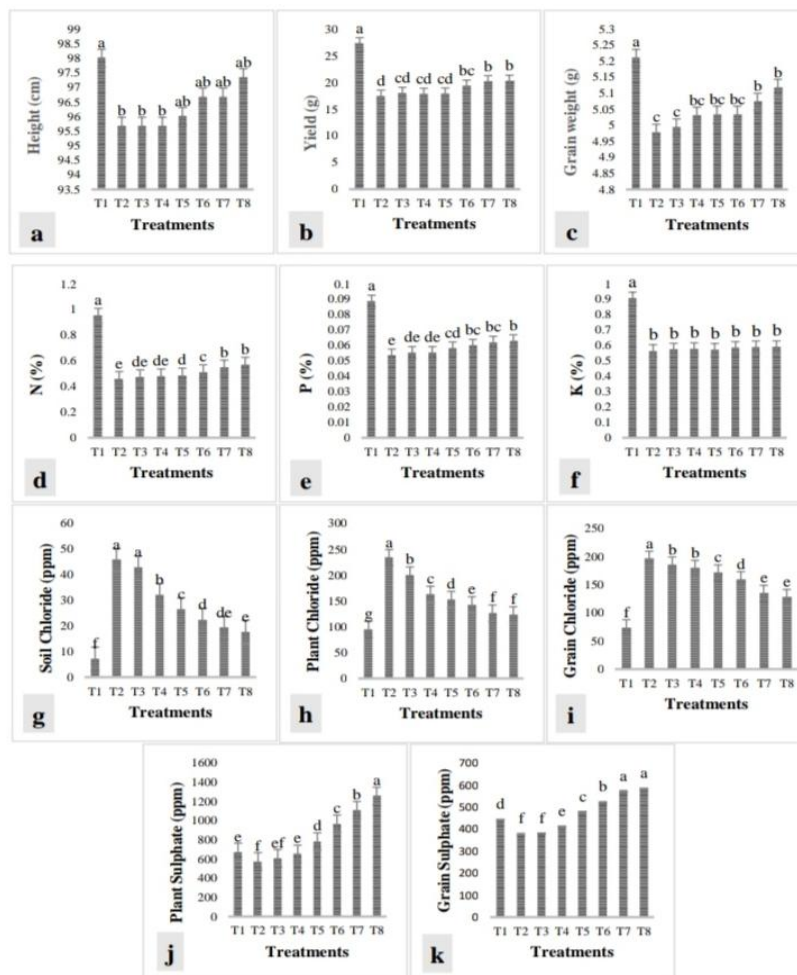 Height (cm)
99
98.5
98
97.5
97
96.5
96
95.5
95
94.5
94
93.5
a
b
b
b
ab
ab
ab
ab
T1 T2 T3 T4 T5 T6 T7 T8
Treatments
a
Yield (g)
30
25
20
15
10
5
0
a
d
cd
cd
cd
bc
b
b
T1 T2 T3 T4 T5 T6 T7 T8
Treatments
b
Grain weight (g)
5.3
5.25
5.2
5.15
5.1
5.05
5
4.95
4.9
4.85
4.8
a
c
c
bc
bc
bc
b
b
T1 T2 T3 T4 T5 T6 T7 T8
Treatments
c
N (%)
1.2
1
0.8
0.6
0.4
0.2
0
a
e
de
de
d
c
b
b
T1 T2 T3 T4 T5 T6 T7 T8
Treatments
d
P (%)
0.1
0.09
0.08
0.07
0.06
0.05
0.04
0.03
0.02
0.01
0
a
e
de
de
cd
bc
bc
b
T1 T2 T3 T4 T5 T6 T7 T8
Treatments
e
K (%)
1
0.9
0.8
0.7
0.6
0.5
0.4
0.3
0.2
0.1
0
a
b
b
b
b
b
b
b
T1 T2 T3 T4 T5 T6 T7 T8
Treatments
f
Soil Chloride (ppm)
60
50
40
30
20
10
0
f
a
a
b
c
d
de
e
T1 T2 T3 T4 T5 T6 T7 T8
Treatments
g
Plant Chloride (ppm)
300
250
200
150
100
50
0
g
a
b
c
d
e
f
f
T1 T2 T3 T4 T5 T6 T7 T8
Treatments
h
Grain Chloride (ppm)
250
200
150
100
50
0
f
a
b
b
c
d
e
e
T1 T2 T3 T4 T5 T6 T7 T8
Treatments
i
Plant Sulphate (ppm)
1600
1400
1200
1000
800
600
400
200
0
e
f
ef
e
d
c
b
a
T1 T2 T3 T4 T5 T6 T7 T8
Treatments
j
Grain Sulphate (ppm)
700
600
500
400
300
200
100
0
d
f
f
e
c
b
a
a
T1 T2 T3 T4 T5 T6 T7 T8
Treatments
k